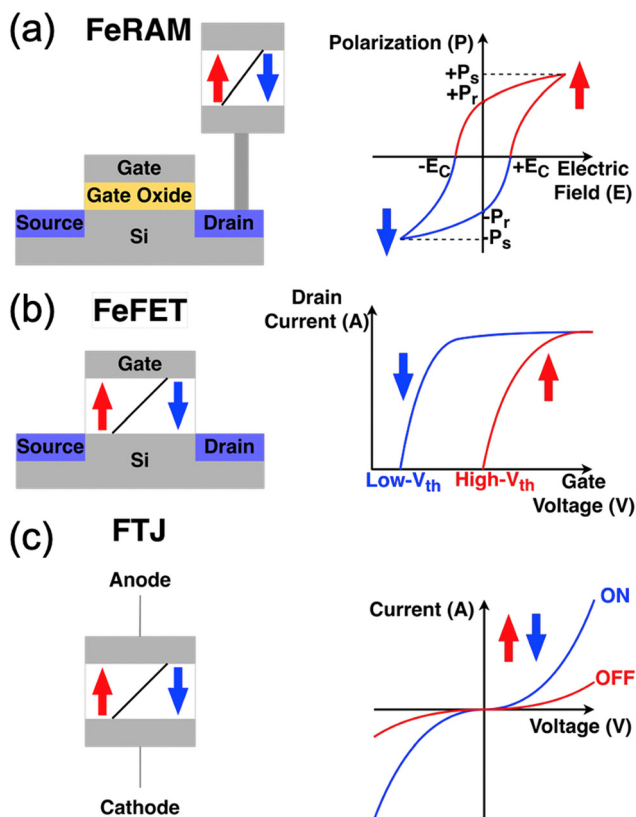 (a) FeRAM
Gate
Gate Oxide
Source
Drain
Si
Polarization (P)
+Ps
+Pr
-EC
+EC
Electric
Field (E)
-Pr
-Ps
(b) FeFET
Gate
Source
Drain
Si
Drain
Current (A)
Low-Vth
High-Vth
Gate
Voltage (V)
(c) FTJ
Anode
Cathode
Current (A)
ON
OFF
Voltage (V)